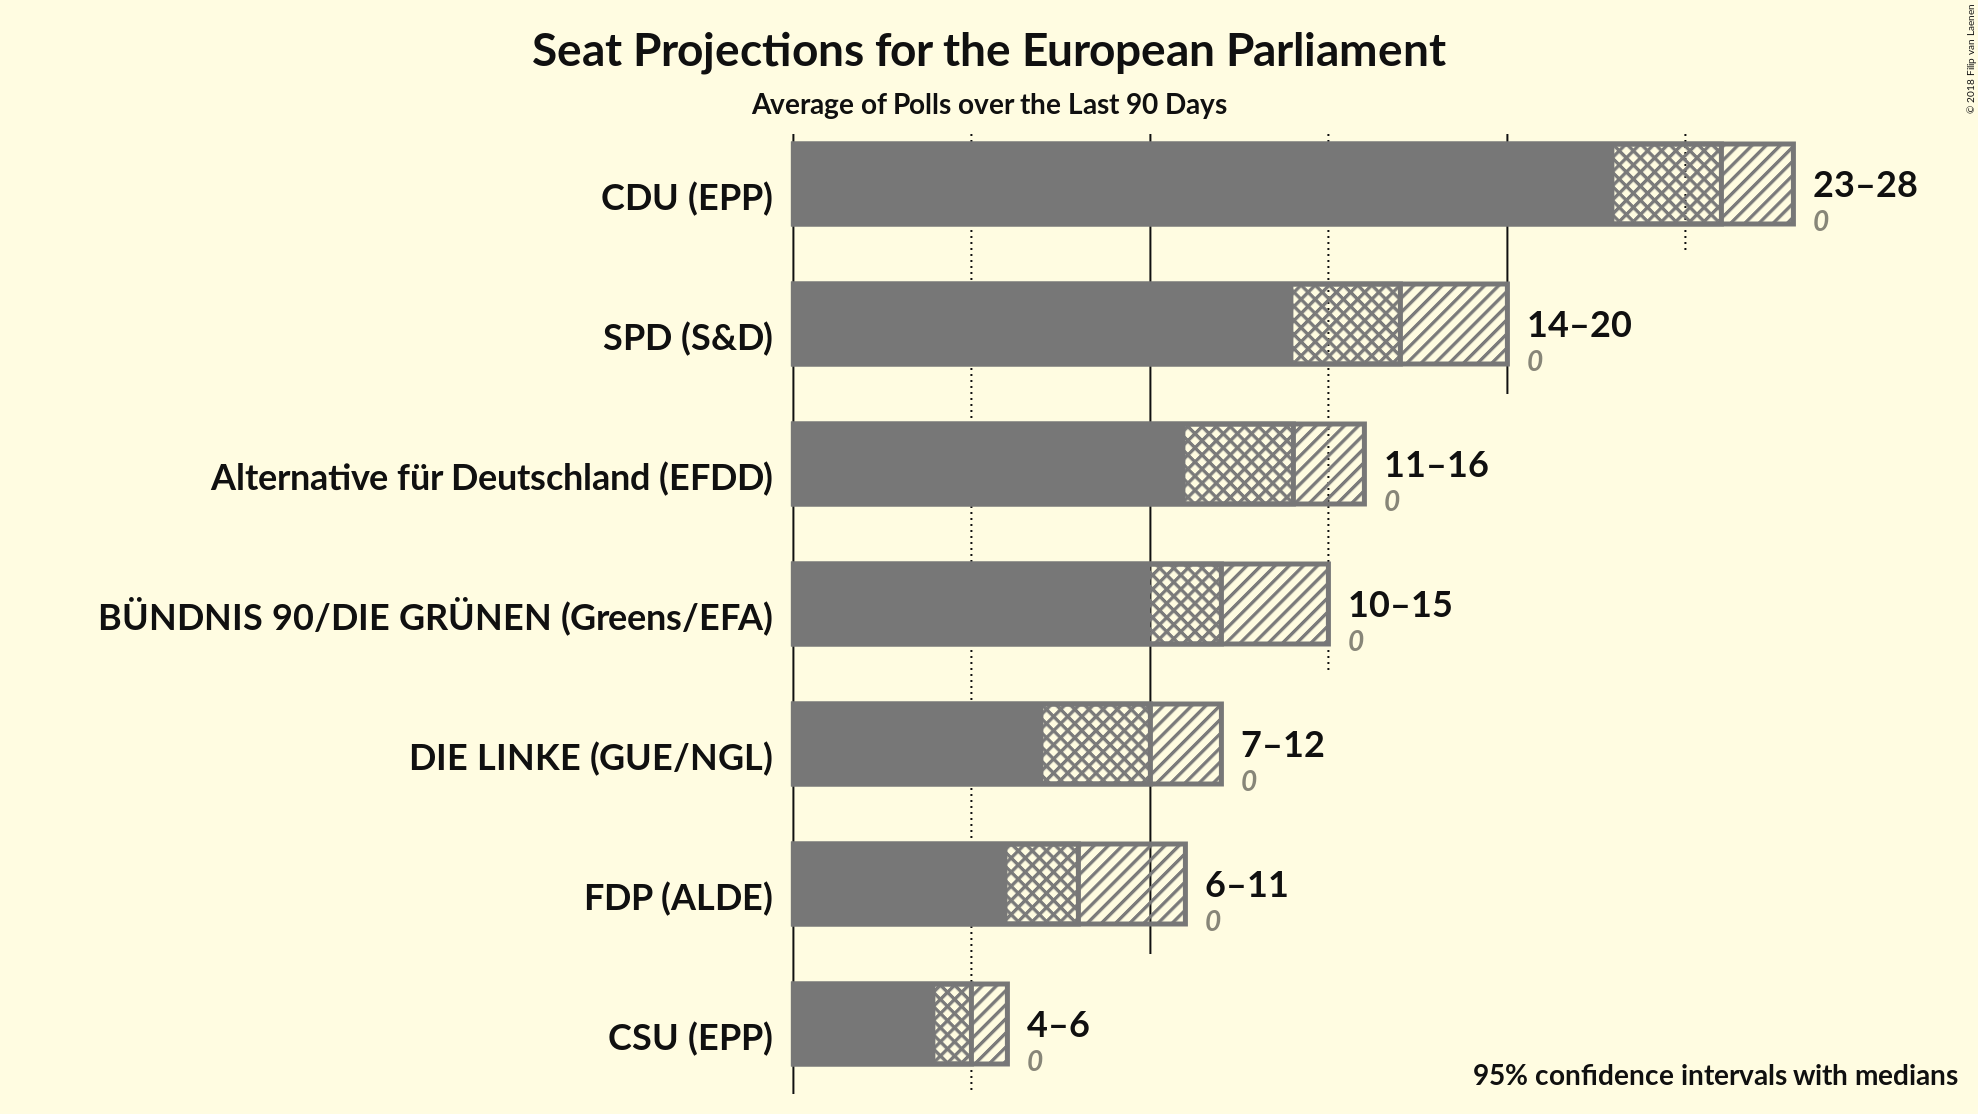 Seat Projections for the European Parliament
Average of Polls over the Last 90 Days
© 2018 Filip van Laenen
CDU (EPP)
23–28
0
SPD (S&D)
14–20
0
Alternative für Deutschland (EFDD)
11–16
0
BÜNDNIS 90/DIE GRÜNEN (Greens/EFA)
10–15
0
DIE LINKE (GUE/NGL)
7–12
0
FDP (ALDE)
6–11
0
CSU (EPP)
4–6
0
95% confidence intervals with medians